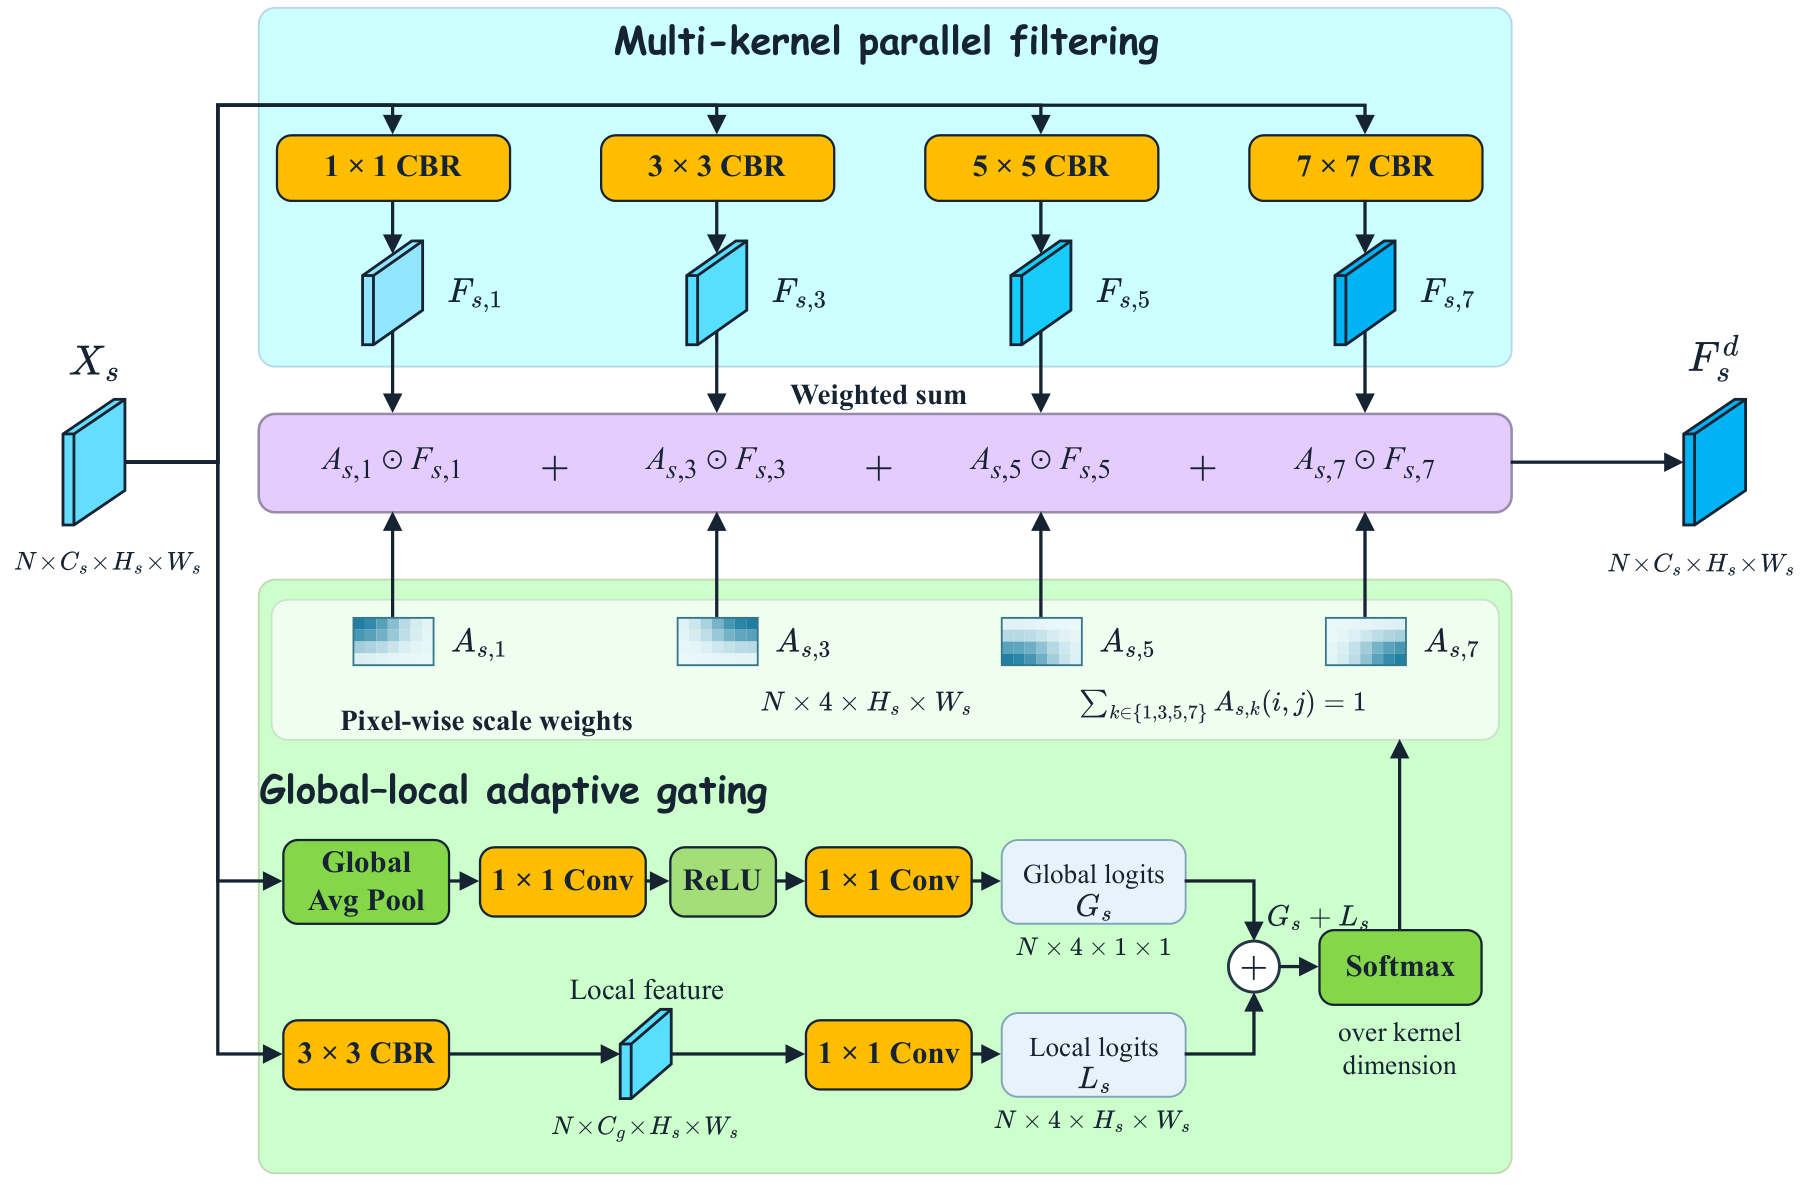 Multi-kernel parallel filtering
1 × 1 CBR
3 × 3 CBR
5 × 5 CBR
7 × 7 CBR
F_{s,1}
F_{s,3}
F_{s,5}
F_{s,7}
X_s
N×C_s×H_s×W_s
Weighted sum
A_{s,1} ⊙ F_{s,1} + A_{s,3} ⊙ F_{s,3} + A_{s,5} ⊙ F_{s,5} + A_{s,7} ⊙ F_{s,7}
F_s^d
N×C_s×H_s×W_s
A_{s,1}
A_{s,3}
A_{s,5}
A_{s,7}
Pixel-wise scale weights
N × 4 × H_s × W_s
∑_{k∈{1,3,5,7}} A_{s,k}(i, j) = 1
Global-local adaptive gating
Global
Avg Pool
1 × 1 Conv
ReLU
1 × 1 Conv
Global logits
G_s
N × 4 × 1 × 1
G_s + L_s
+
Softmax
over kernel
dimension
3 × 3 CBR
Local feature
N×C_g×H_s×W_s
1 × 1 Conv
Local logits
L_s
N × 4 × H_s × W_s